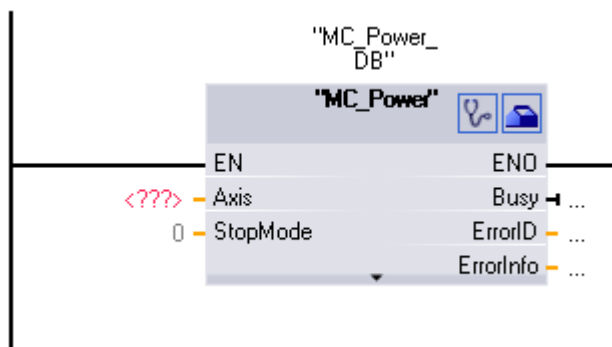 "MC_Power_
DB"
"MC_Power"
EN ENO
<???> Axis Busy ...
0 StopMode ErrorID ...
ErrorInfo ...